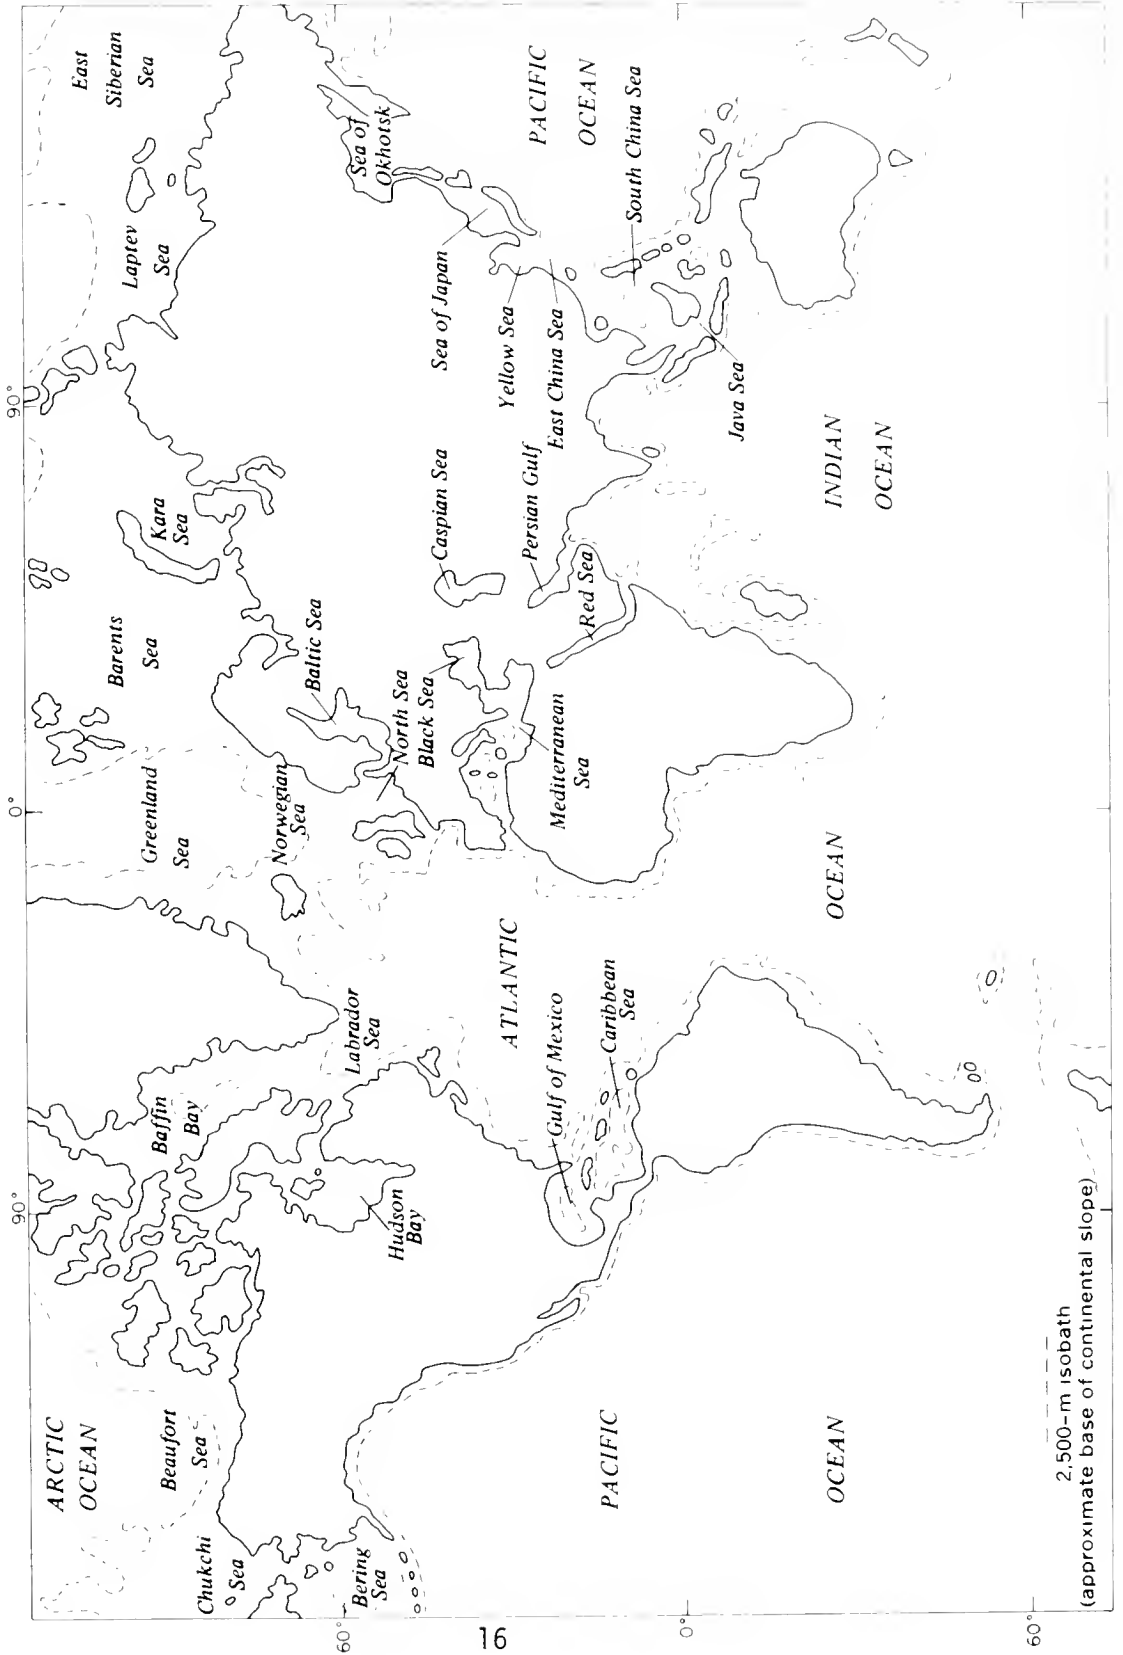 90°
0°
90°
ARCTIC
OCEAN
Beaufort
Sea
Chukchi
Sea
Bering
Sea
Baffin
Bay
Hudson
Bay
Labrador
Sea
Greenland
Sea
Norwegian
Sea
Barents
Sea
Kara
Sea
Laptev
Sea
East
Siberian
Sea
Baltic Sea
North Sea
Black Sea
Caspian Sea
Sea of
Okhotsk
Sea of Japan
Yellow Sea
East China Sea
South China Sea
Java Sea
Persian Gulf
Red Sea
Mediterranean
Sea
ATLANTIC
OCEAN
Gulf of Mexico
Caribbean
Sea
PACIFIC
OCEAN
PACIFIC
OCEAN
INDIAN
OCEAN
60°
0°
60°
2,500-m isobath
(approximate base of continental slope)
16